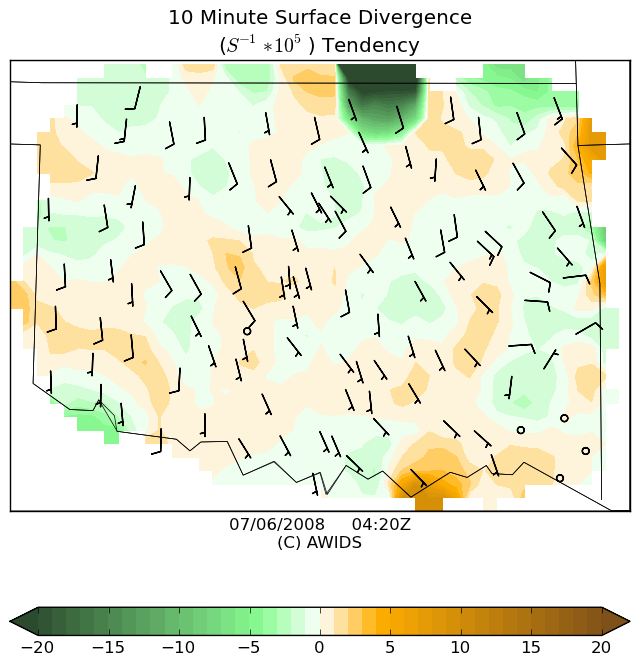 10 Minute Surface Divergence
(S⁻¹ *10⁵ ) Tendency
07/06/2008 04:20Z
(C) AWIDS
−20 −15 −10 −5 0 5 10 15 20